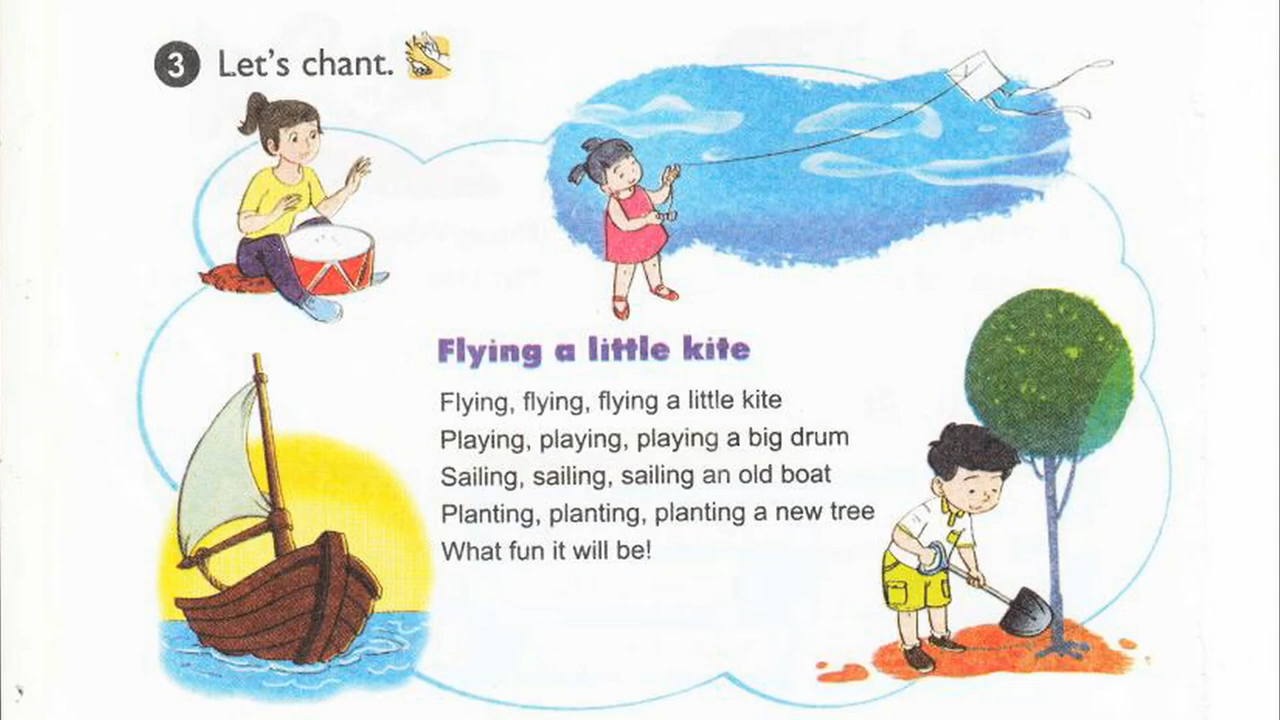 3 Let's chant.
Flying a little kite
Flying, flying, flying a little kite
Playing, playing, playing a big drum
Sailing, sailing, sailing an old boat
Planting, planting, planting a new tree
What fun it will be!